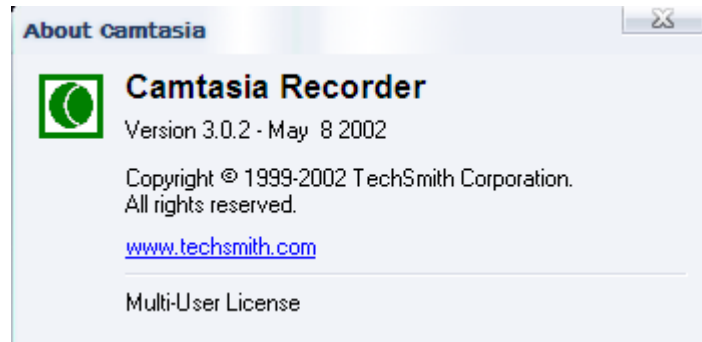 About Camtasia
Camtasia Recorder
Version 3.0.2 - May  8 2002
Copyright © 1999-2002 TechSmith Corporation.
All rights reserved.
www.techsmith.com
Multi-User License